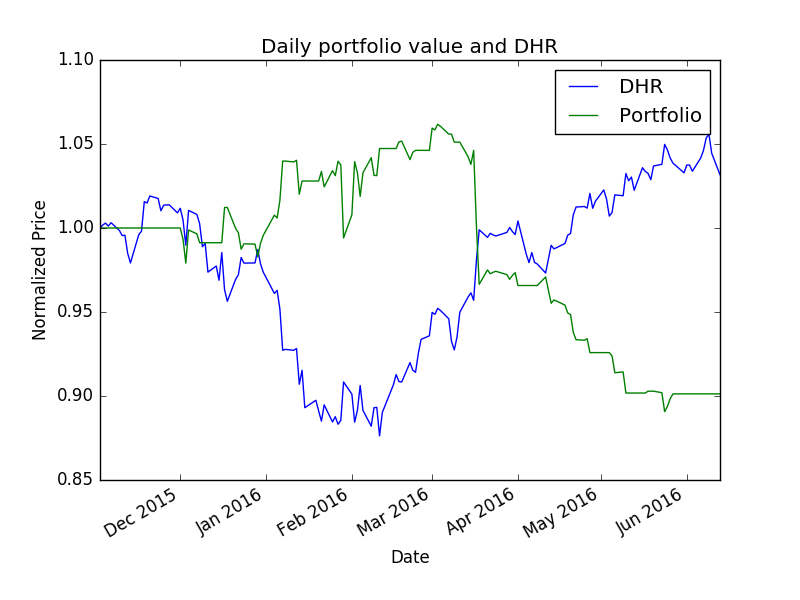 Daily portfolio value and DHR
1.10
1.05
1.00
0.95
0.90
0.85
Normalized Price
DHR
Portfolio
Dec 2015
Jan 2016
Feb 2016
Mar 2016
Apr 2016
May 2016
Jun 2016
Date